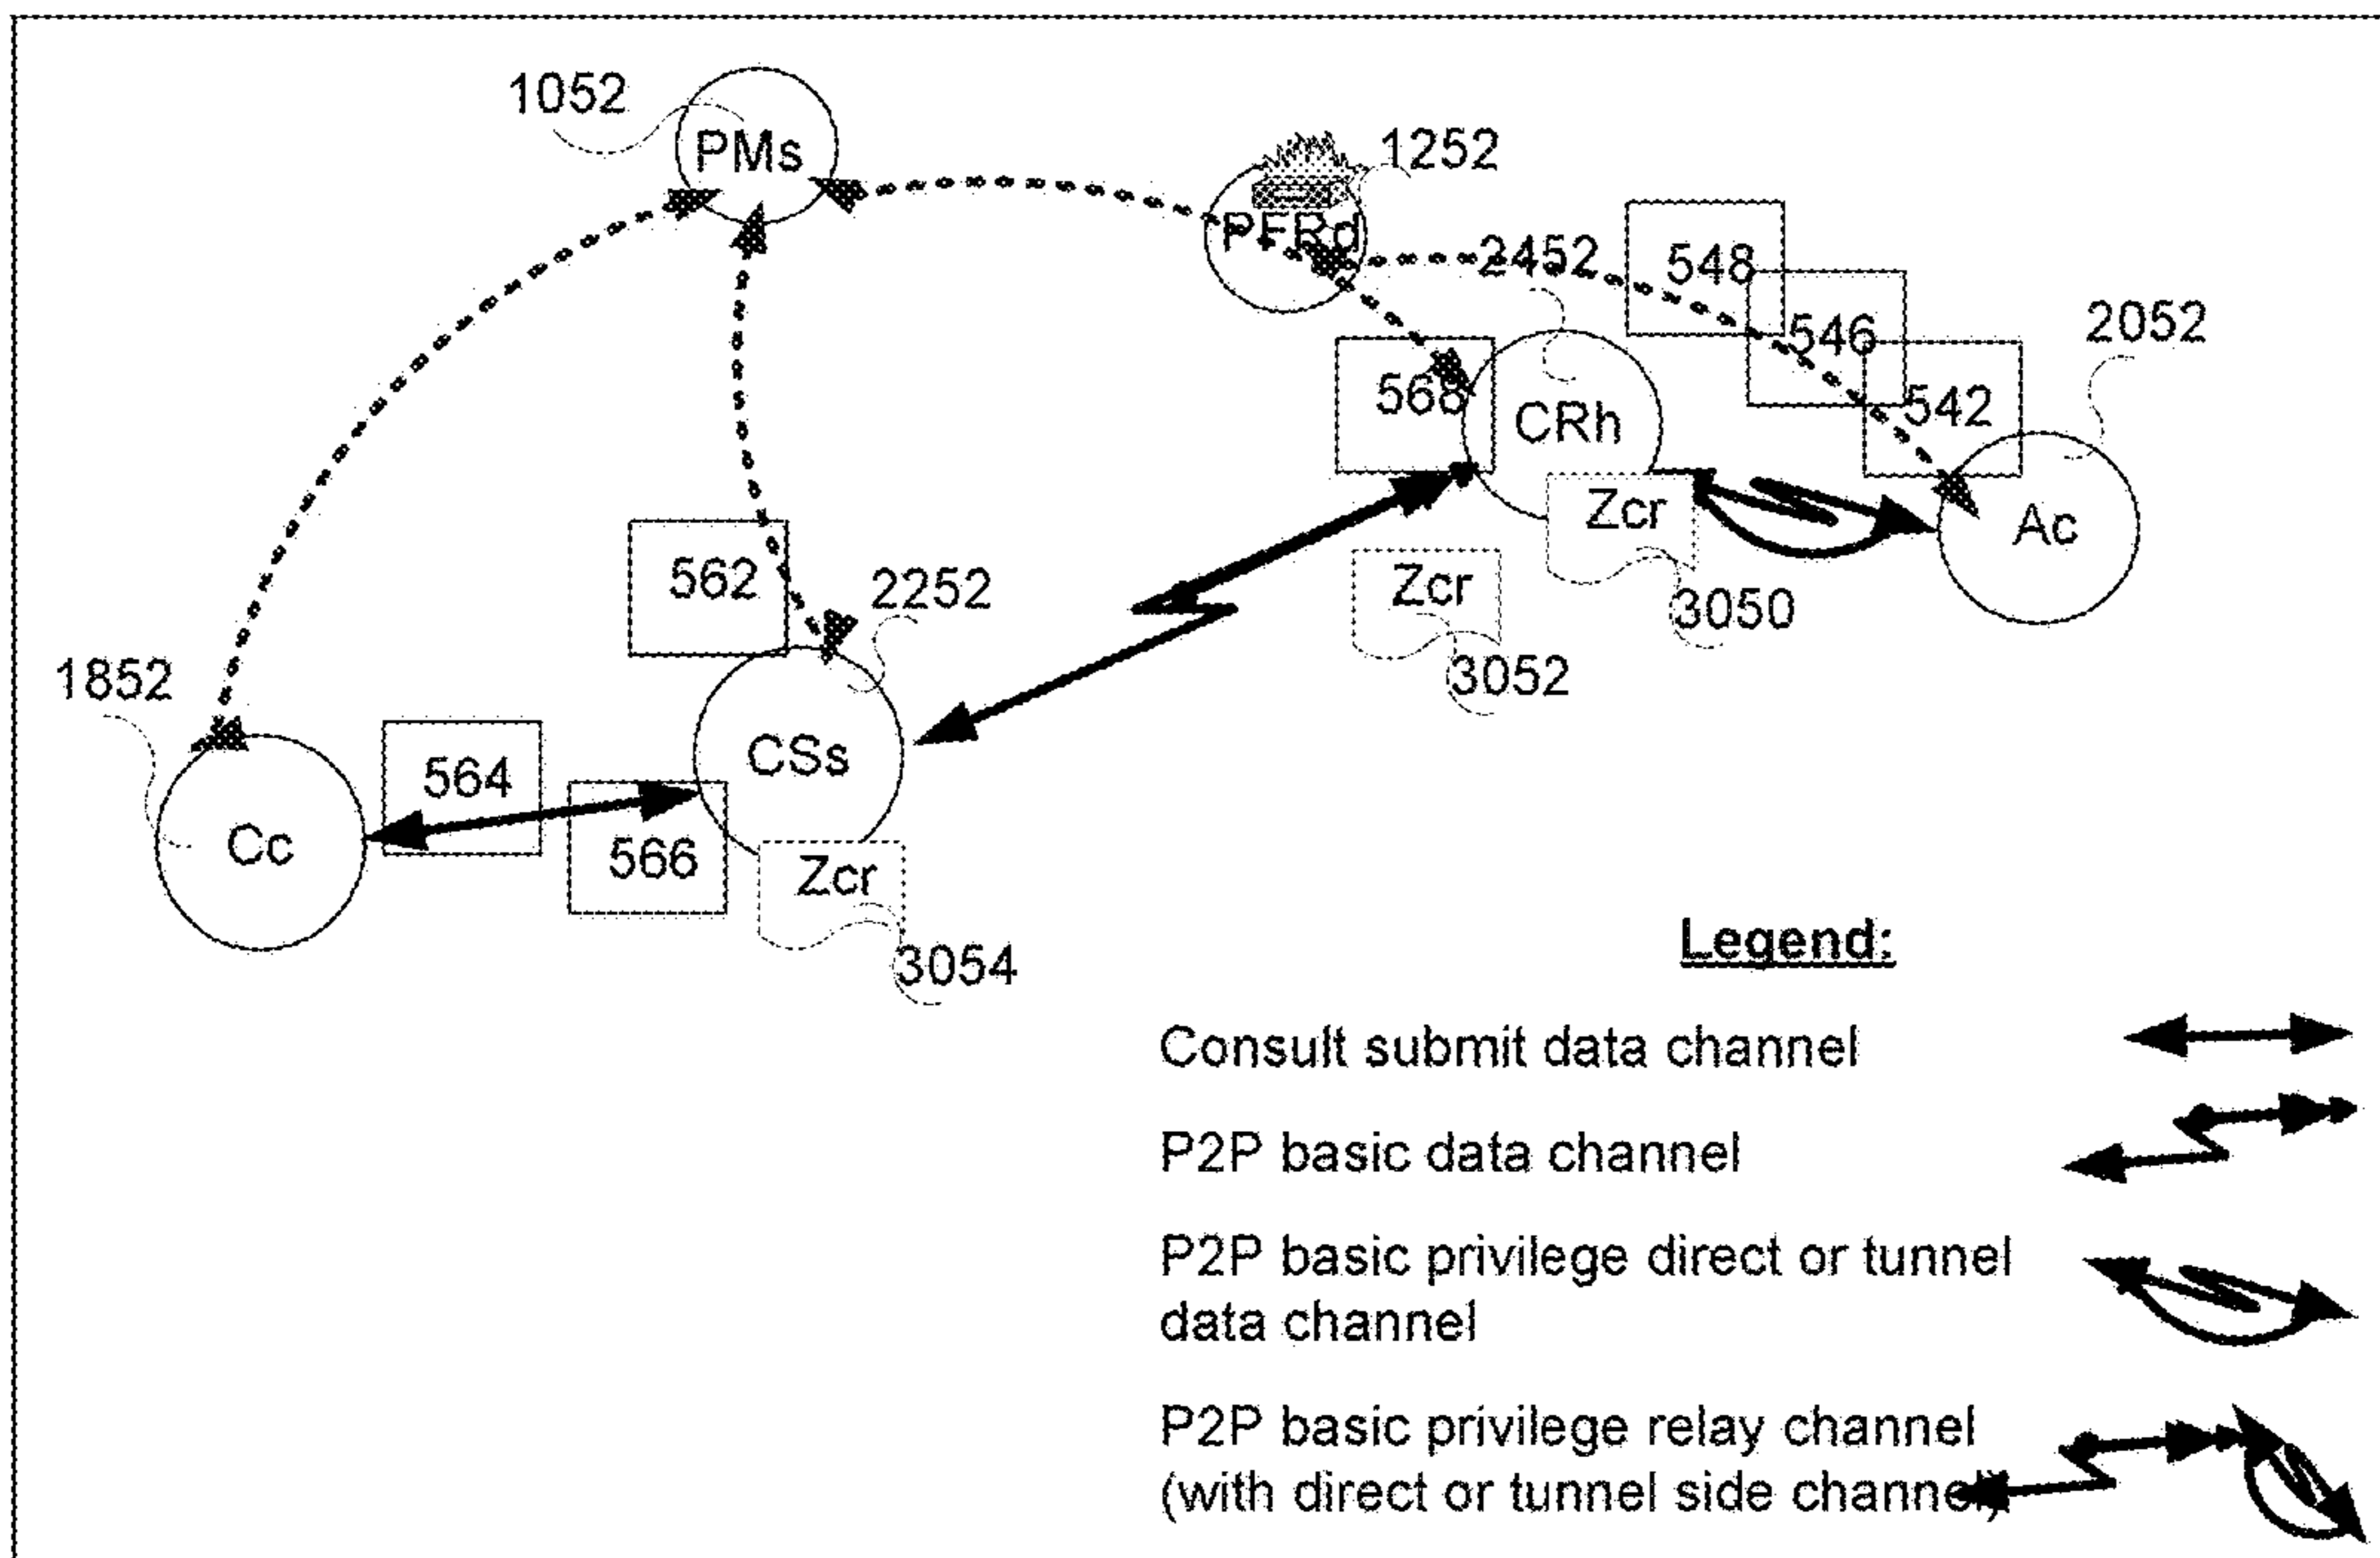 1052
PMs
1252
PFRd
2452
548
546
2052
568
542
CRh
Zcr
Ac
562
2252
Zcr
3050
1852
3052
CSs
564
Cc
566
Zcr
3054
Legend:
Consult submit data channel
P2P basic data channel
P2P basic privilege direct or tunnel
data channel
P2P basic privilege relay channel
(with direct or tunnel side channel)